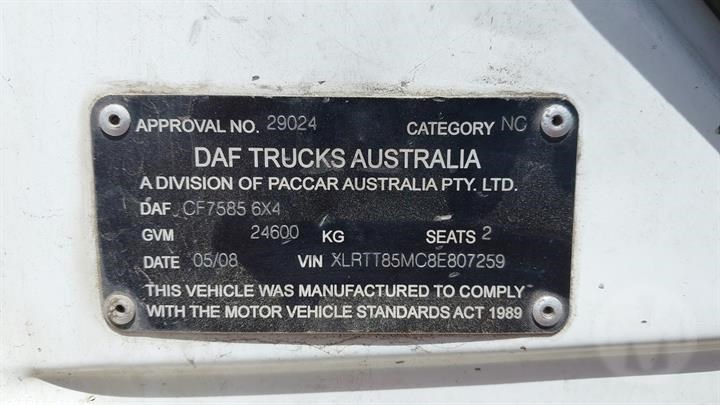 APPROVAL NO. 29024 CATEGORY NC
DAF TRUCKS AUSTRALIA
A DIVISION OF PACCAR AUSTRALIA PTY. LTD.
DAF CF7585 6X4
GVM 24600 KG SEATS 2
DATE 05/08 VIN XLRTT85MC8E807259
THIS VEHICLE WAS MANUFACTURED TO COMPLY
WITH THE MOTOR VEHICLE STANDARDS ACT 1989